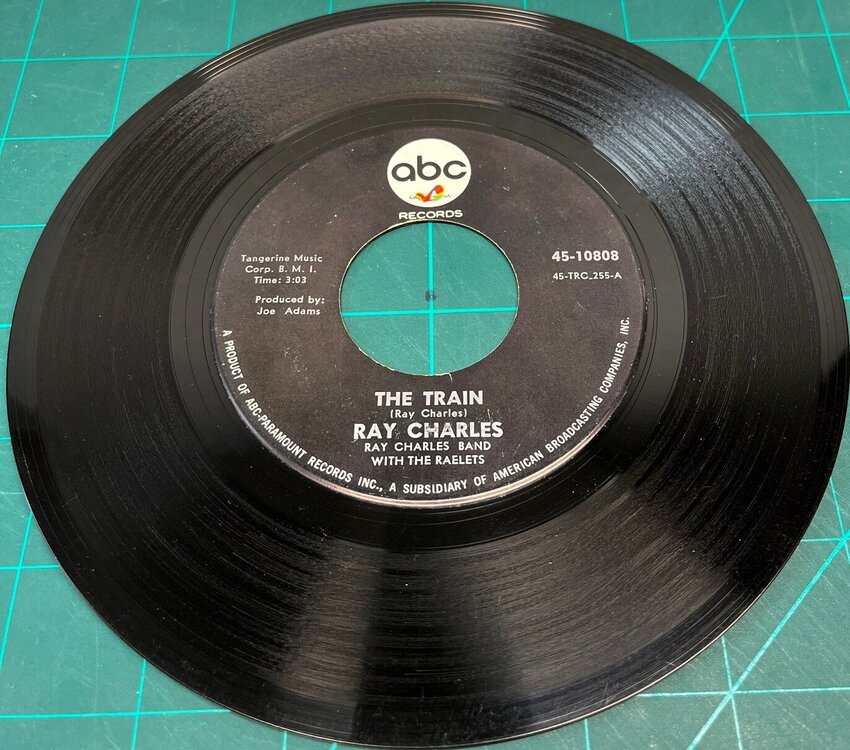 abc
RECORDS
Tangerine Music
Corp. B. M. I.
Time: 3:03
Produced by:
Joe Adams
45-10808
45-TRC-255-A
THE TRAIN
(Ray Charles)
RAY CHARLES
RAY CHARLES BAND
WITH THE RAELETS
A PRODUCT OF ABC-PARAMOUNT RECORDS INC., A SUBSIDIARY OF AMERICAN BROADCASTING COMPANIES, INC.